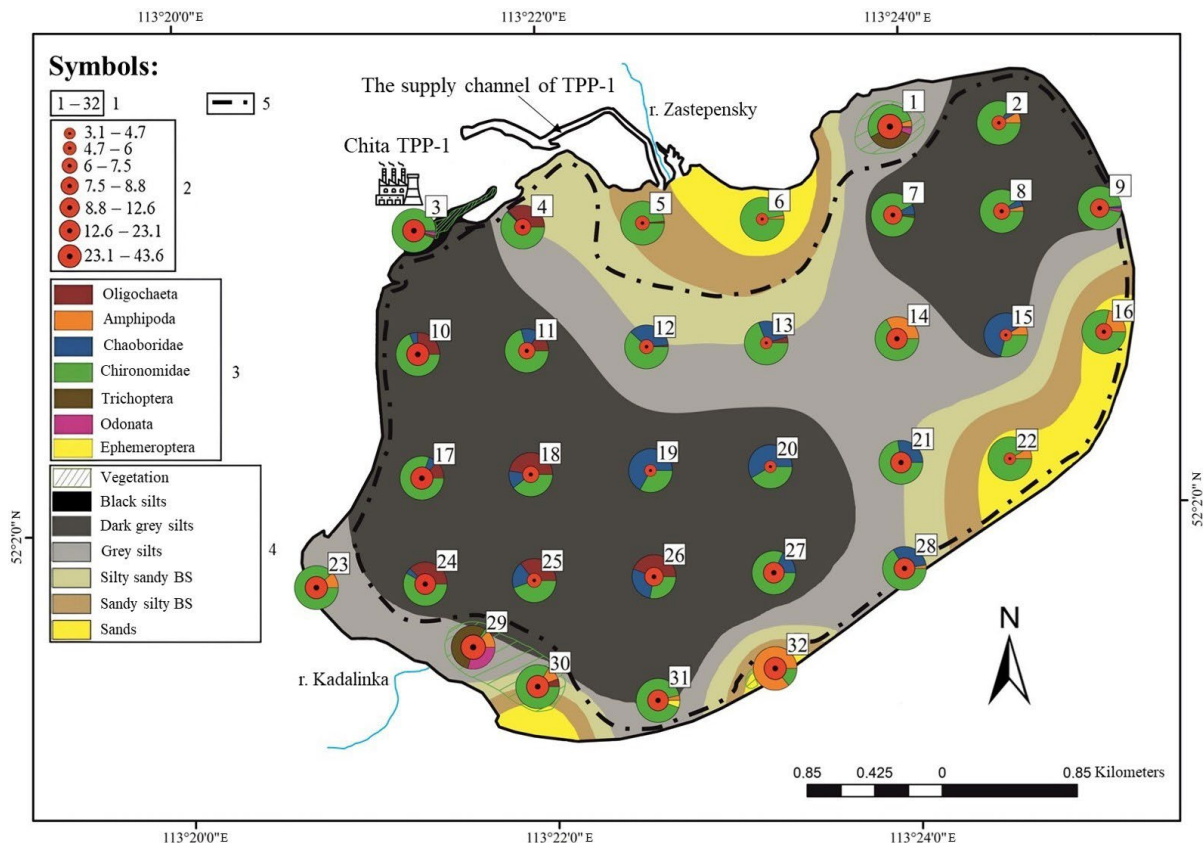 113°20'0"E
113°22'0"E
113°24'0"E
Symbols:
1 – 32 1
5
3.1 – 4.7
4.7 – 6
6 – 7.5
7.5 – 8.8
8.8 – 12.6
12.6 – 23.1
23.1 – 43.6
2
Oligochaeta
Amphipoda
Chaoboridae
Chironomidae
Trichoptera
Odonata
Ephemeroptera
3
Vegetation
Black silts
Dark grey silts
Grey silts
Silty sandy BS
Sandy silty BS
Sands
4
The supply channel of TPP-1
r. Zastepensky
Chita TPP-1
1
2
3
4
5
6
7
8
9
10
11
12
13
14
15
16
17
18
19
20
21
22
23
24
25
26
27
28
29
30
31
32
r. Kadalinka
N
0.85 0.425 0 0.85 Kilometers
52°2'0"N
52°2'0"N
113°20'0"E
113°22'0"E
113°24'0"E